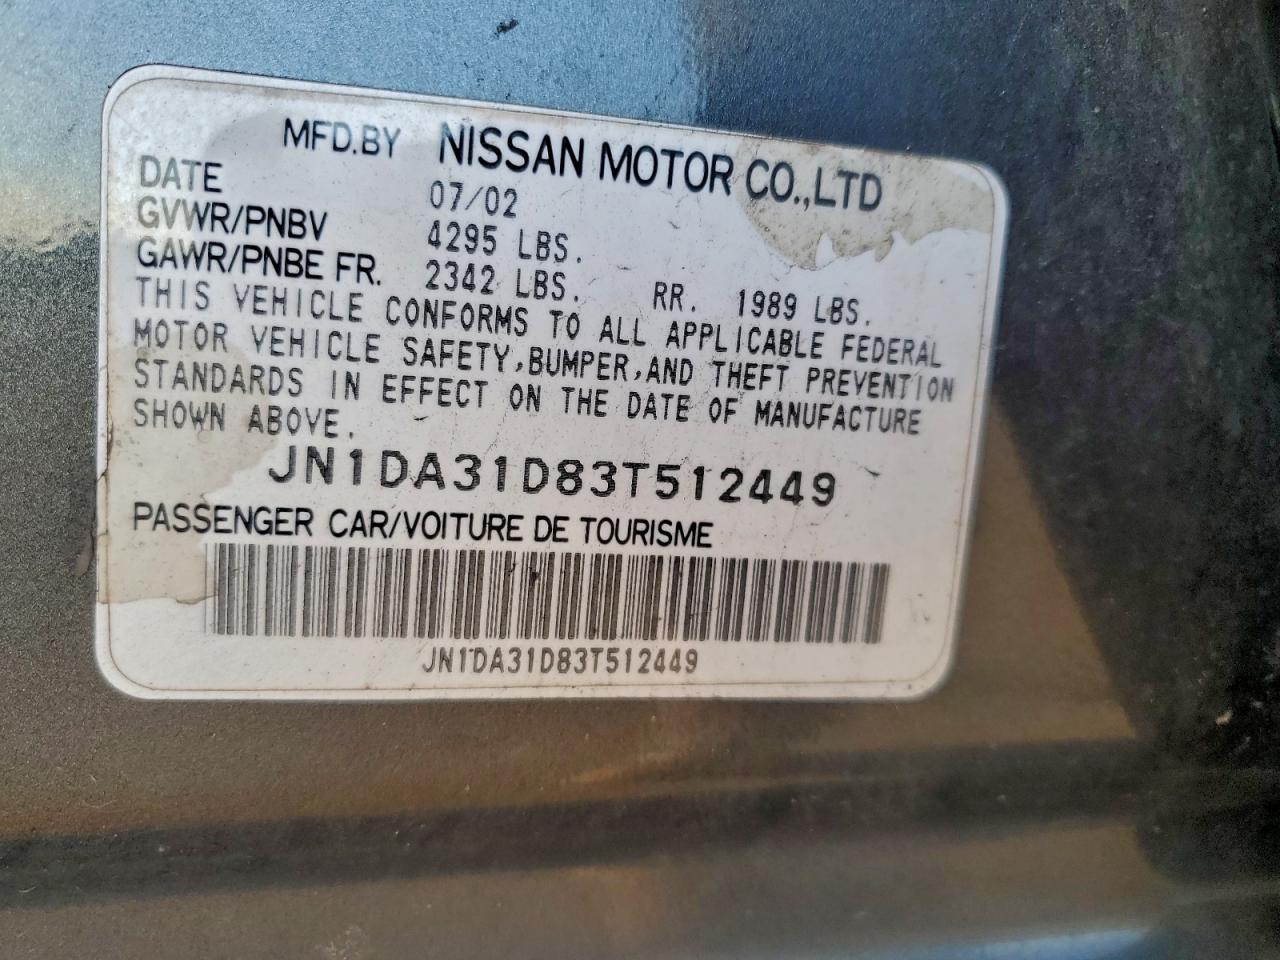 MFD.BY NISSAN MOTOR CO.,LTD
DATE 07/02
GVWR/PNBV 4295 LBS.
GAWR/PNBE FR. 2342 LBS. RR. 1989 LBS.
THIS VEHICLE CONFORMS TO ALL APPLICABLE FEDERAL
MOTOR VEHICLE SAFETY,BUMPER,AND THEFT PREVENTION
STANDARDS IN EFFECT ON THE DATE OF MANUFACTURE
SHOWN ABOVE.
JN1DA31D83T512449
PASSENGER CAR/VOITURE DE TOURISME
JN1DA31D83T512449